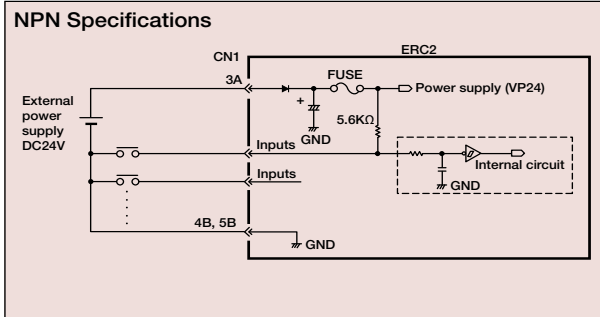 NPN Specifications
CN1
ERC2
3A
FUSE
Power supply (VP24)
External
power
supply
DC24V
+
GND
5.6KΩ
Inputs
Internal circuit
Inputs
GND
4B, 5B
GND